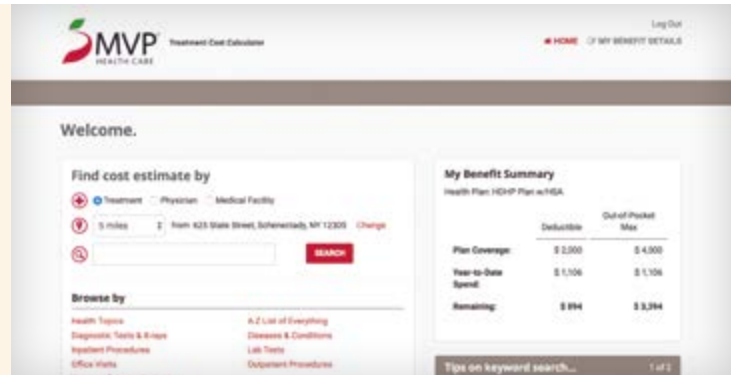 Log Out
MVP
HEALTH CARE
Treatment Cost Calculator
HOME
MY BENEFIT DETAILS
Welcome.
Find cost estimate by
Treatment Physician Medical Facility
5 miles from 625 State Street, Schenectady, NY 12305 Change
SEARCH
Browse by
Health Topics
Diagnostic Tests & X-rays
Inpatient Procedures
Office Visits
A-Z List of Everything
Diseases & Conditions
Lab Tests
Outpatient Procedures
My Benefit Summary
Health Plan: HDHP Plan w/HSA
Deductible Out-of-Pocket Max
Plan Coverage: $ 2,000 $ 4,000
Year-to-Date Spend: $ 1,106 $ 1,106
Remaining: $ 894
Tips on keyword search... 1 of 2